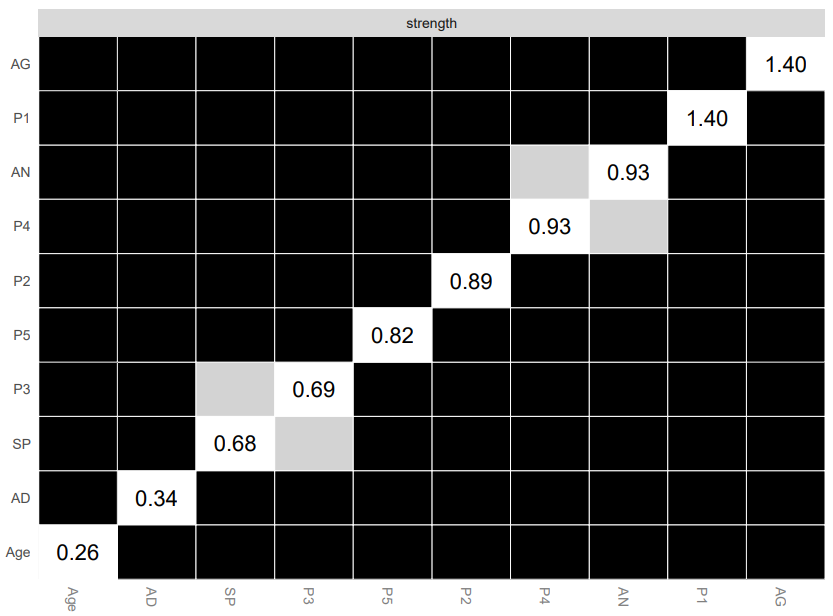 strength
AG 1.40
P1 1.40
AN 0.93
P4 0.93
P2 0.89
P5 0.82
P3 0.69
SP 0.68
AD 0.34
Age 0.26
Age AD SP P3 P5 P2 P4 AN P1 AG